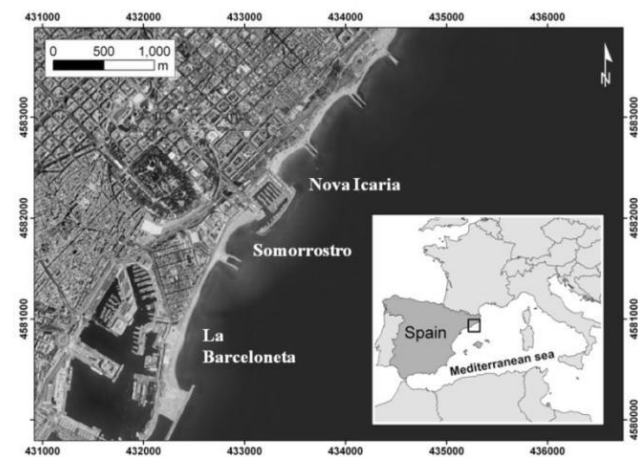 431000 432000 433000 434000 435000 436000
0 500 1,000
m
N
4583000
4583000
Nova Icaria
4582000
4582000
Somorrostro
4581000
4581000
La
Barceloneta
Spain
Mediterranean sea
4580000
4580000
431000 432000 433000 434000 435000 436000